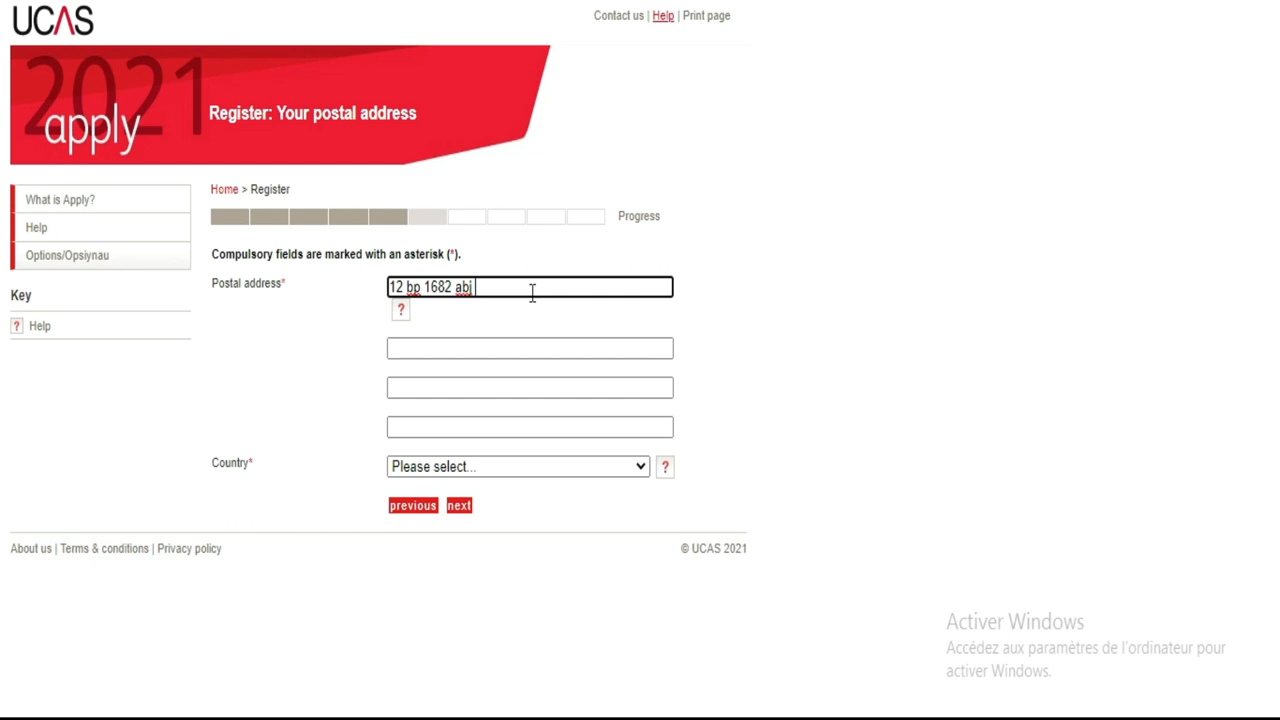 UCAS
Contact us | Help | Print page
2021
apply
Register: Your postal address
What is Apply?
Help
Options/Opsiynau
Key
? Help
Home > Register
Progress
Compulsory fields are marked with an asterisk (*).
Postal address*
12 bp 1682 abj
?
Country*
Please select...
?
previous next
About us | Terms & conditions | Privacy policy
© UCAS 2021
Activer Windows
Accédez aux paramètres de l'ordinateur pour
activer Windows.